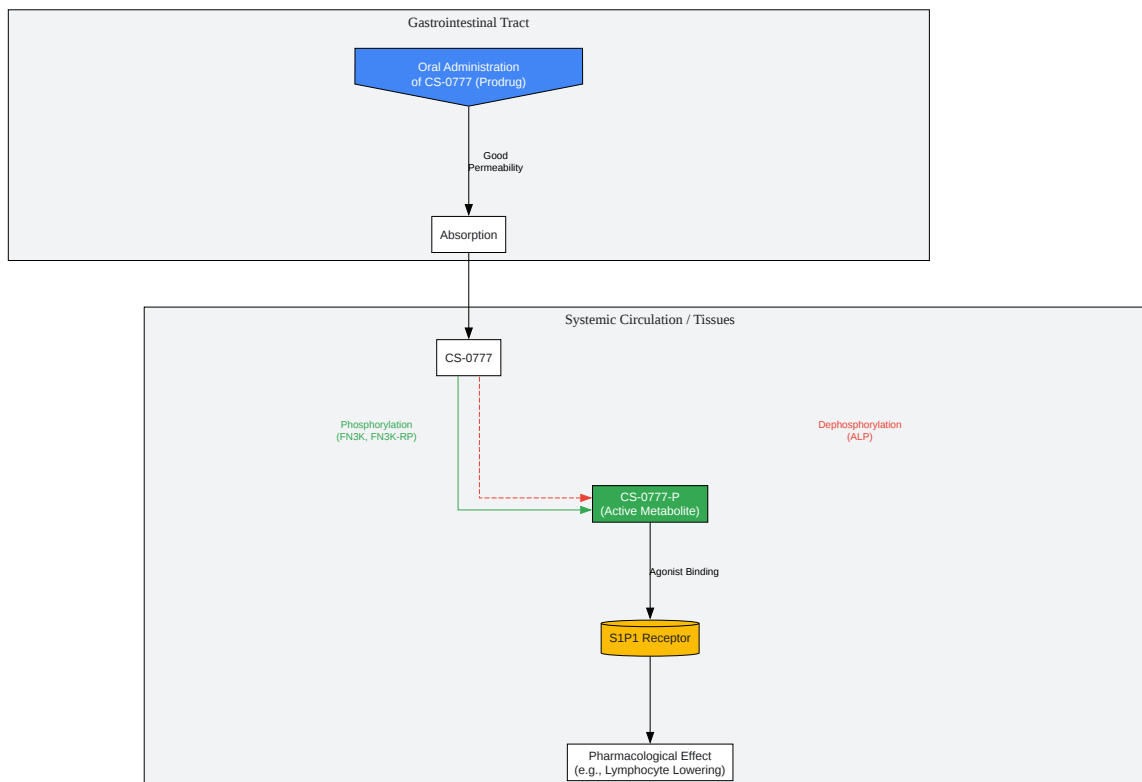 Gastrointestinal Tract
Oral Administration
of CS-0777 (Prodrug)
Good
Permeability
Absorption
Systemic Circulation / Tissues
CS-0777
Phosphorylation
(FN3K, FN3K-RP)
Dephosphorylation
(ALP)
CS-0777-P
(Active Metabolite)
Agonist Binding
S1P1 Receptor
Pharmacological Effect
(e.g., Lymphocyte Lowering)